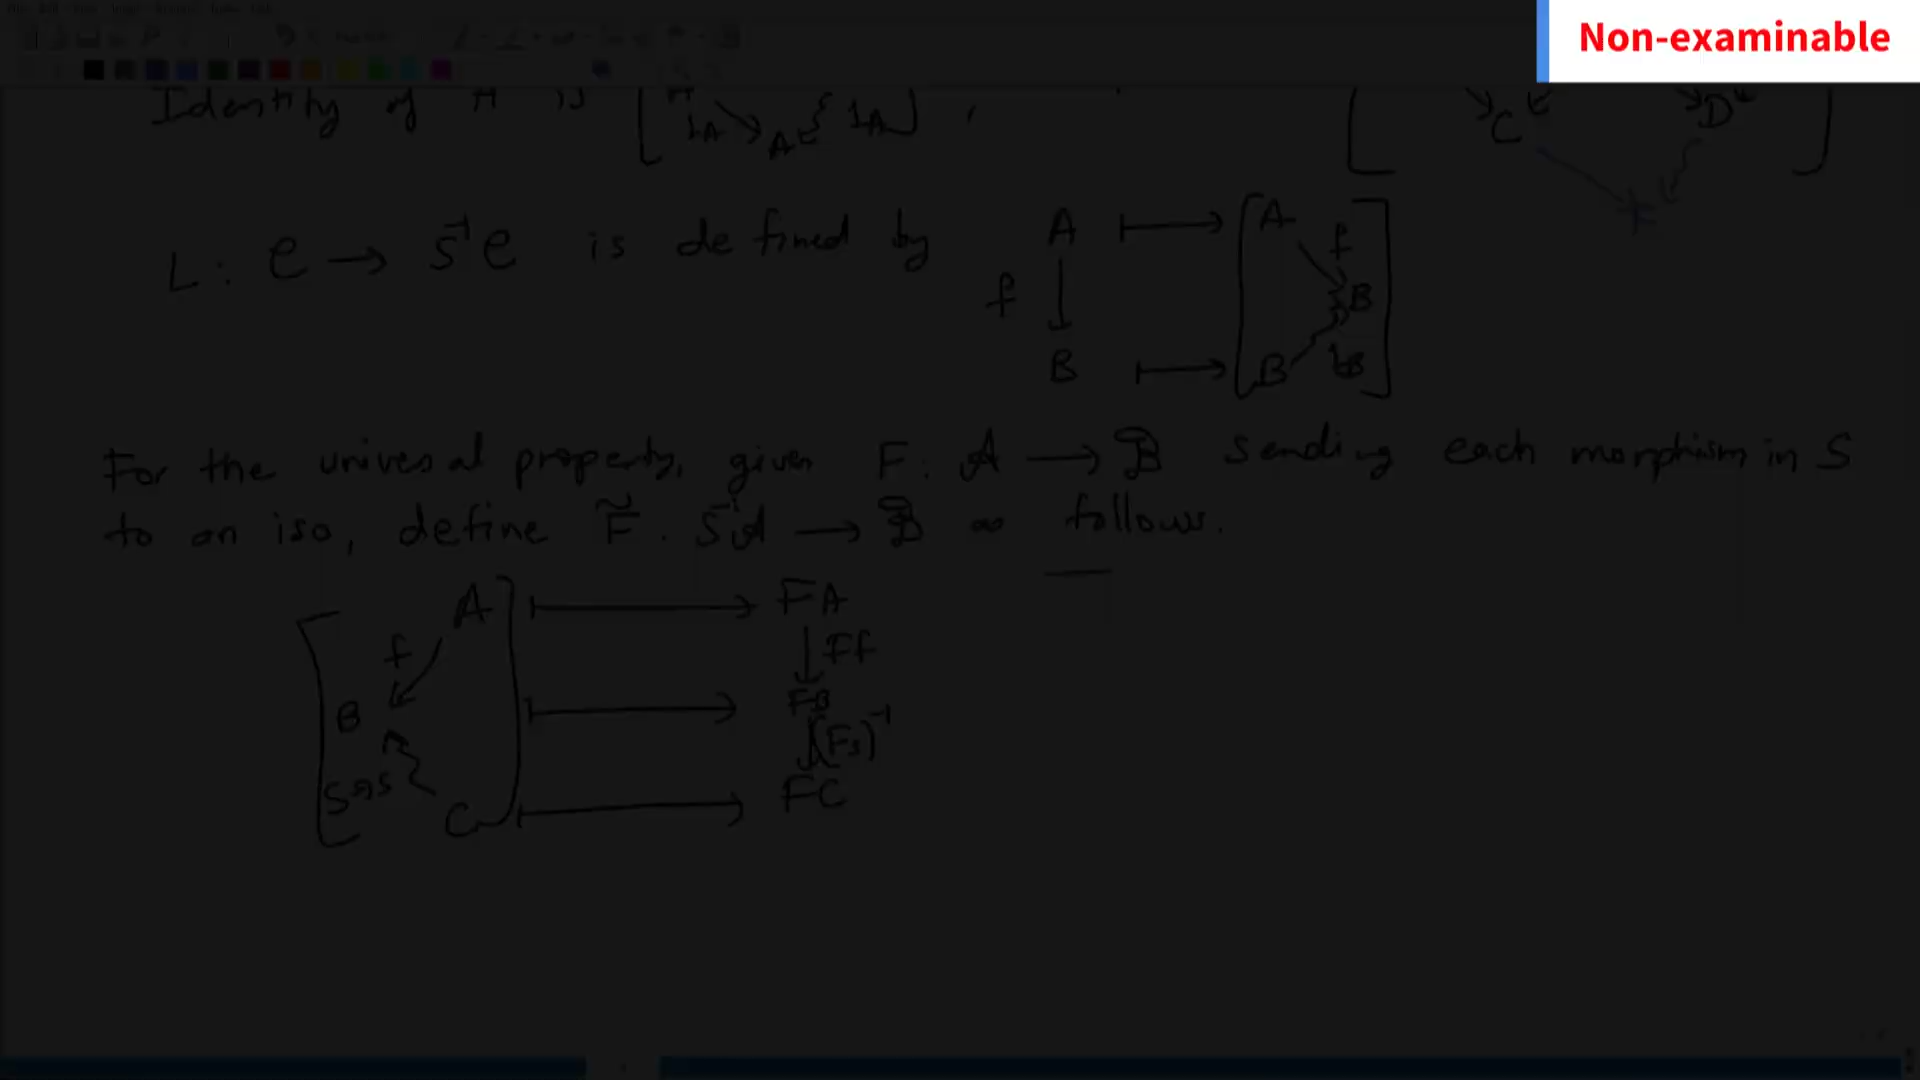 Non-examinable
Identity of A is [A 1A A 1A],
C D
L: C → S⁻¹C is defined by
A ↦ [A f
f B
B ↦ B 1B]
For the univesal property, given F: A → B sending each morphism in S
to an iso, define F̃: S⁻¹A → B as follows.
A ↦ FA
f Ff
B ↦ FB
S∋s (Fs)⁻¹
C ↦ FC